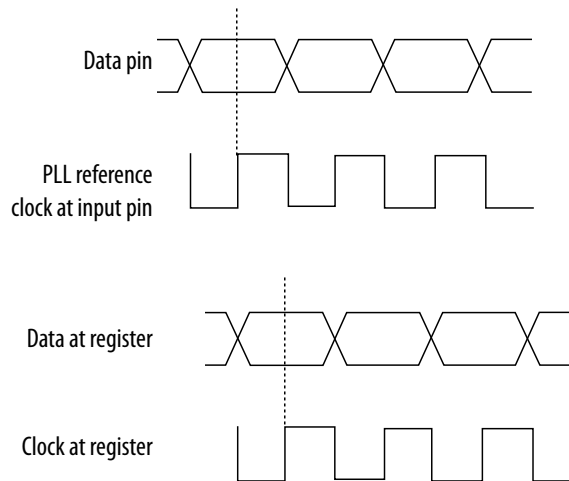 Data pin
PLL reference
clock at input pin
Data at register
Clock at register